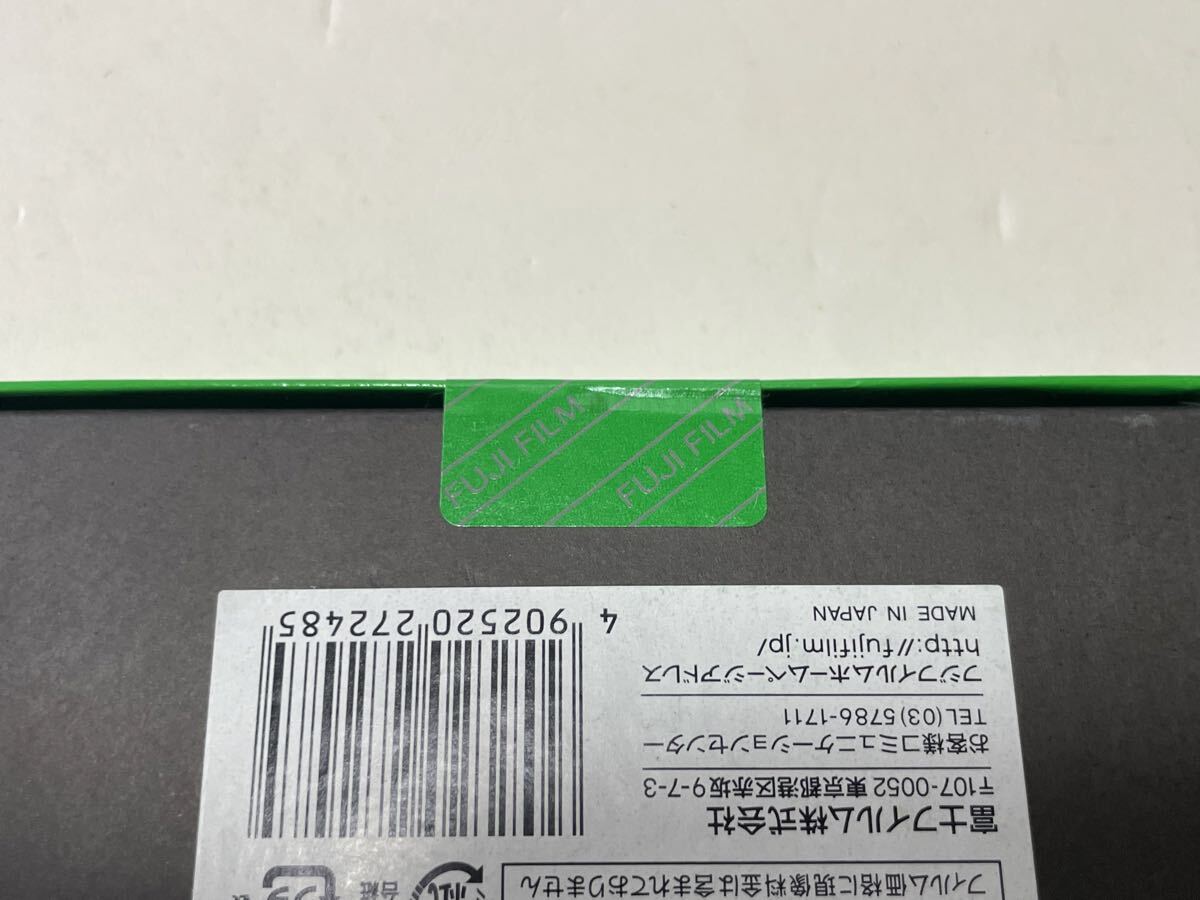 FUJI FILM
FUJI FILM
フィルム価格に現像料金は含まれておりません
富士フイルム株式会社
〒107-0052 東京都港区赤坂9-7-3
お客様コミュニケーションセンター
TEL (03) 5786-1711
フジフイルムホームページアドレス
http://fujifilm.jp/
MADE IN JAPAN
4 902520 272485